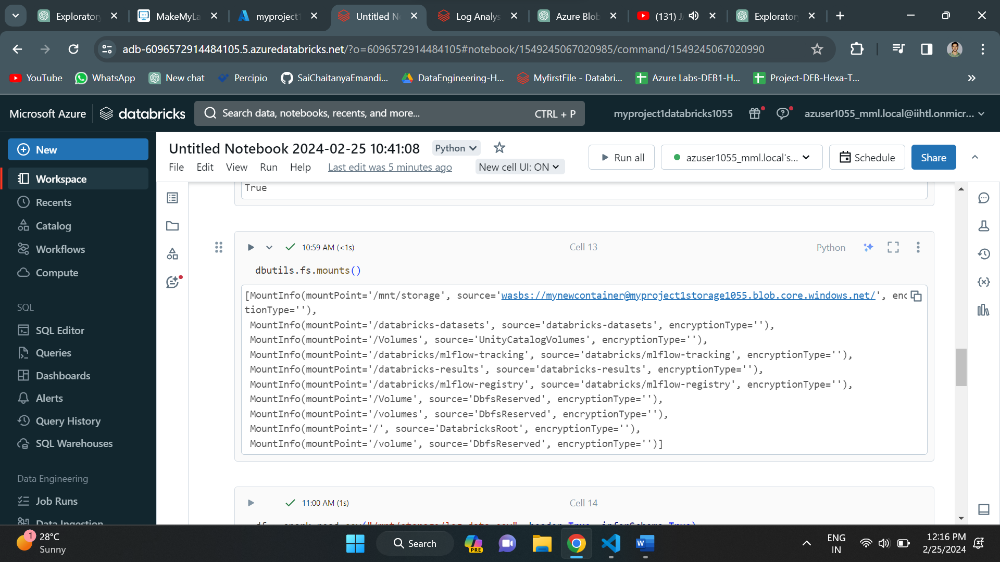 Explorator
MakeMyLa
myproject1
Untitled N
Log Analys
Azure Blob
(131) J
Explorator
adb-6096572914484105.5.azuredatabricks.net/?o=6096572914484105#notebook/1549245067020985/command/1549245067020990
YouTube
WhatsApp
New chat
Percipio
SaiChaitanyaEmandi...
DataEngineering-H...
MyfirstFile - Databri...
Azure Labs-DEB1-H...
Project-DEB-Hexa-T...
Microsoft Azure
databricks
Search data, notebooks, recents, and more...
CTRL + P
myproject1databricks1055
azuser1055_mml.local@iihtl.onmicr...
New
Workspace
Recents
Catalog
Workflows
Compute
SQL
SQL Editor
Queries
Dashboards
Alerts
Query History
SQL Warehouses
Data Engineering
Job Runs
Data Ingestion
Untitled Notebook 2024-02-25 10:41:08
Python
File Edit View Run Help Last edit was 5 minutes ago
New cell UI: ON
Run all
azuser1055_mml.local's...
Schedule
Share
True
10:59 AM (<1s)
Cell 13
Python
dbutils.fs.mounts()
[MountInfo(mountPoint='/mnt/storage', source='wasbs://mynewcontainer@myproject1storage1055.blob.core.windows.net/', enc
tionType=''),
MountInfo(mountPoint='/databricks-datasets', source='databricks-datasets', encryptionType=''),
MountInfo(mountPoint='/Volumes', source='UnityCatalogVolumes', encryptionType=''),
MountInfo(mountPoint='/databricks/mlflow-tracking', source='databricks/mlflow-tracking', encryptionType=''),
MountInfo(mountPoint='/databricks-results', source='databricks-results', encryptionType=''),
MountInfo(mountPoint='/databricks/mlflow-registry', source='databricks/mlflow-registry', encryptionType=''),
MountInfo(mountPoint='/Volume', source='DbfsReserved', encryptionType=''),
MountInfo(mountPoint='/volumes', source='DbfsReserved', encryptionType=''),
MountInfo(mountPoint='/', source='DatabricksRoot', encryptionType=''),
MountInfo(mountPoint='/volume', source='DbfsReserved', encryptionType='')]
11:00 AM (1s)
Cell 14
1
28°C
Sunny
Search
PRE
ENG
IN
12:16 PM
2/25/2024